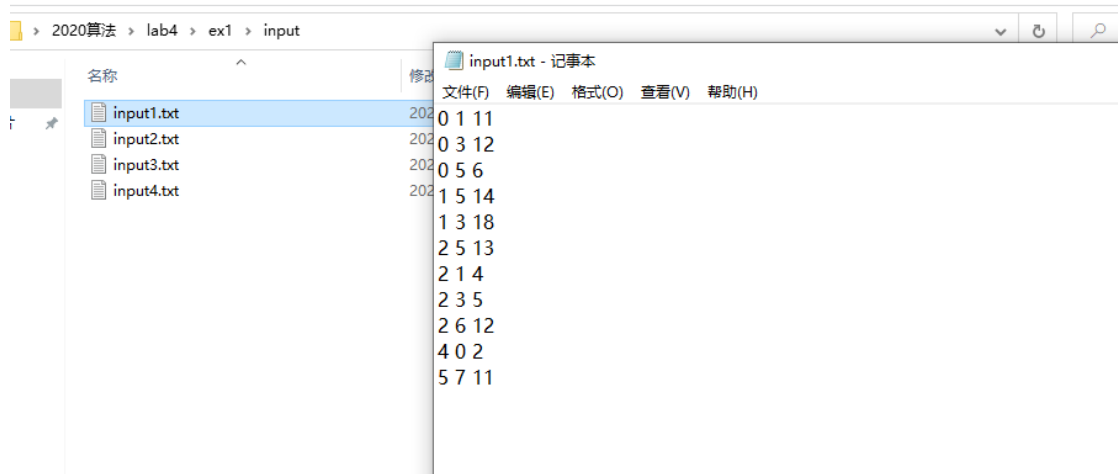 2020算法 > lab4 > ex1 > input
名称
修改
input1.txt
202
input2.txt
202
input3.txt
202
input4.txt
202
input1.txt - 记事本
文件(F) 编辑(E) 格式(O) 查看(V) 帮助(H)
0 1 11
0 3 12
0 5 6
1 5 14
1 3 18
2 5 13
2 1 4
2 3 5
2 6 12
4 0 2
5 7 11